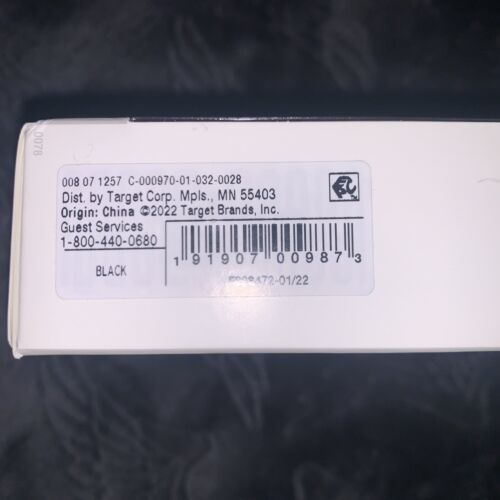 0078
008 07 1257 C-000970-01-032-0028
Dist. by Target Corp. Mpls., MN 55403
Origin: China ©2022 Target Brands, Inc.
Guest Services
1-800-440-0680
BLACK
1 91907 00987 3